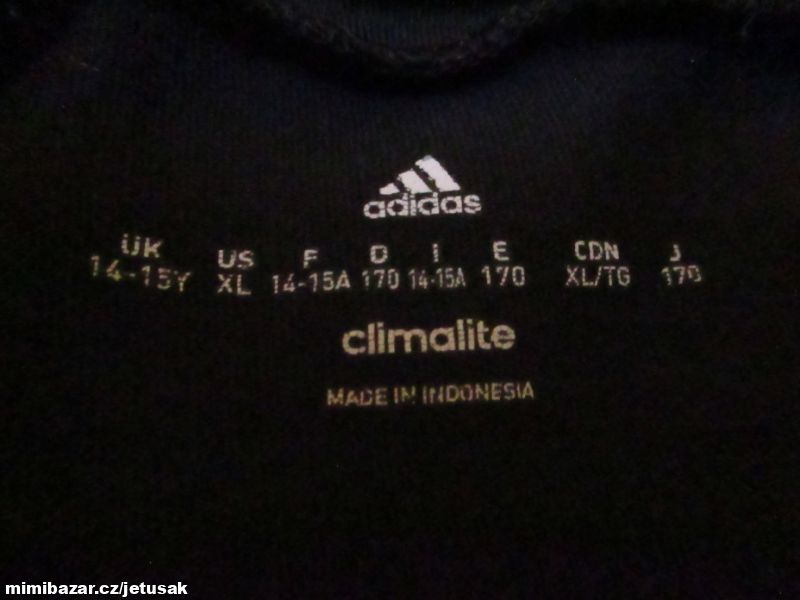 adidas
UK US F D I E CDN J
14-15Y XL 14-15A 170 14-15A 170 XL/TG 170
climalite
MADE IN INDONESIA
mimibazar.cz/jetusak